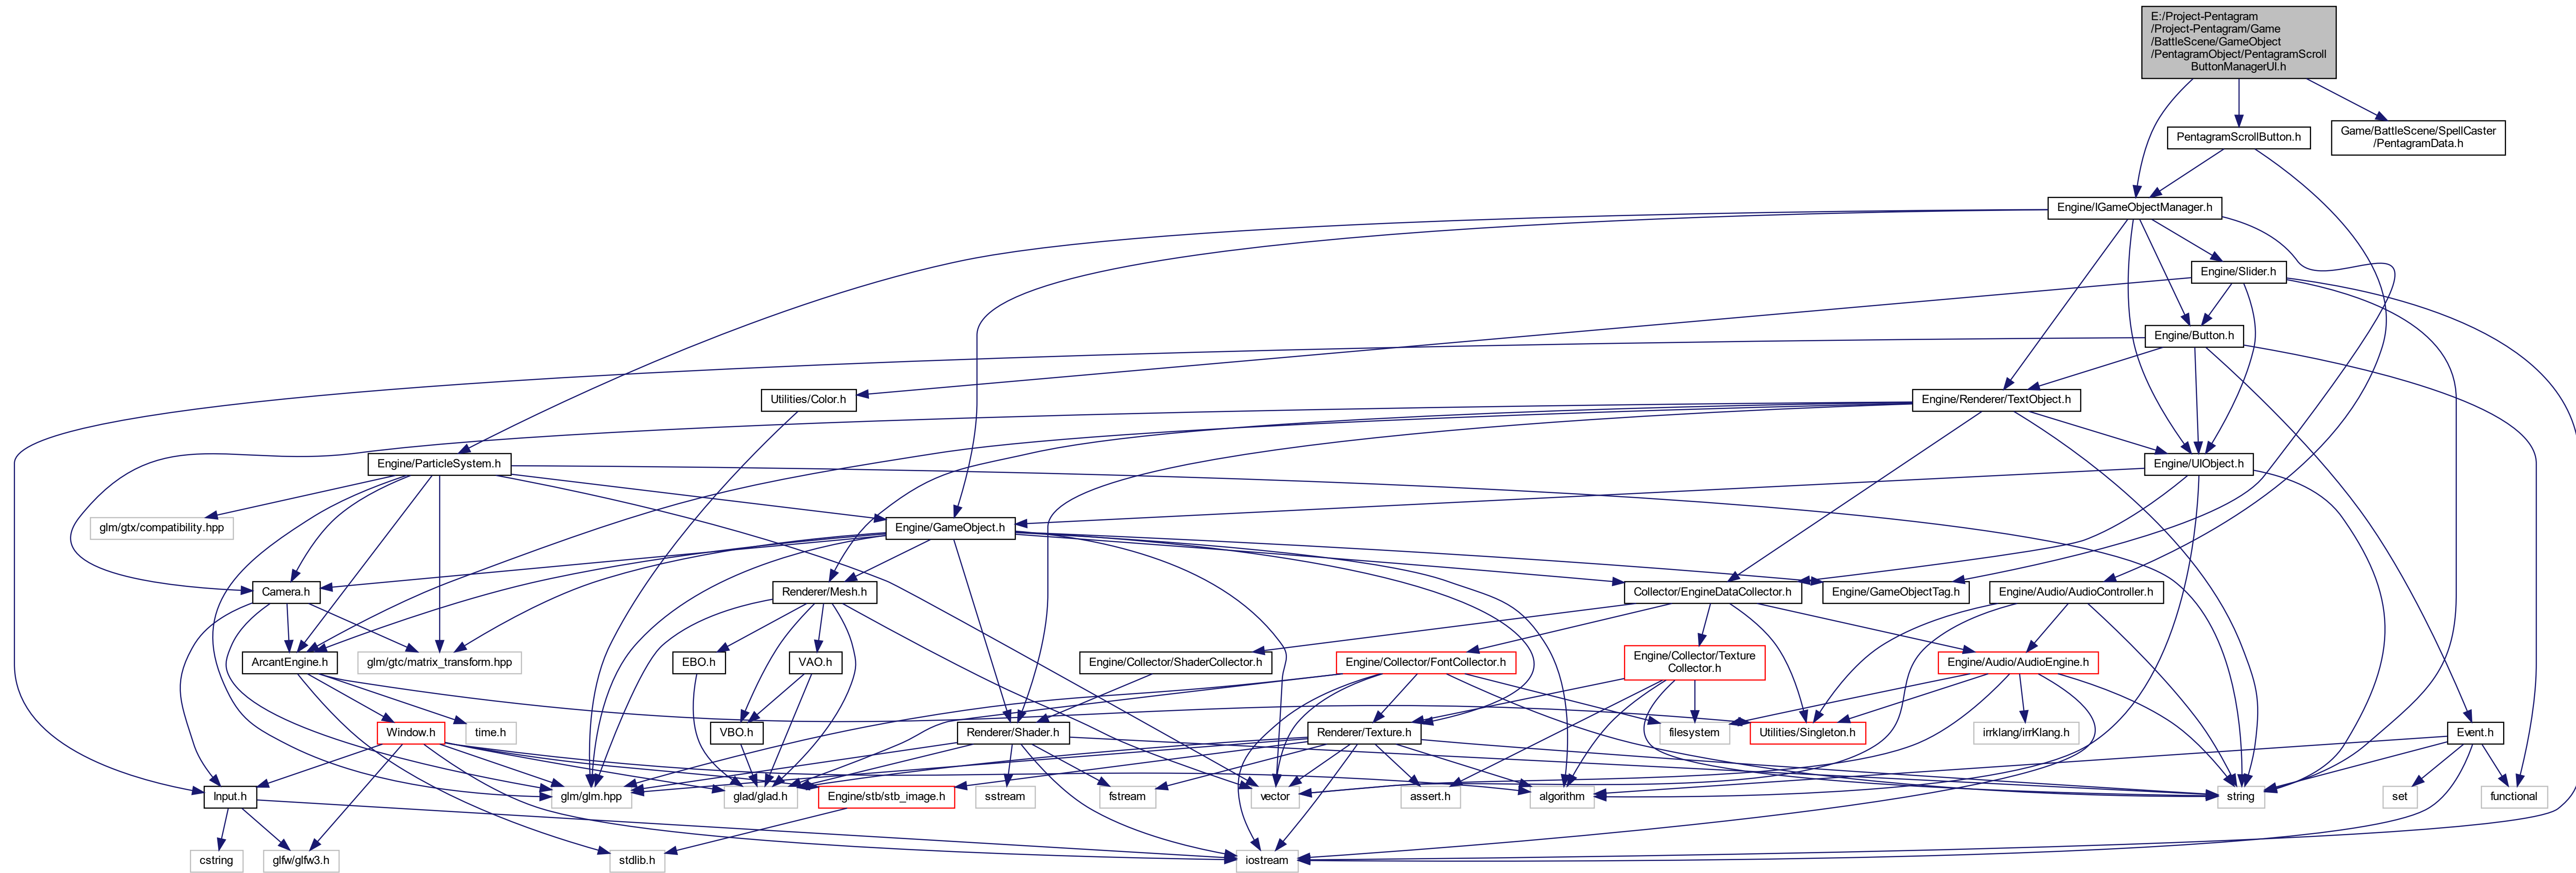 E:/Project-Pentagram
/Project-Pentagram/Game
/BattleScene/GameObject
/PentagramObject/PentagramScroll
ButtonManagerUI.h
PentagramScrollButton.h
Game/BattleScene/SpellCaster
/PentagramData.h
Engine/IGameObjectManager.h
Engine/Slider.h
Engine/Button.h
Utilities/Color.h
Engine/Renderer/TextObject.h
Engine/ParticleSystem.h
Engine/UIObject.h
glm/gtx/compatibility.hpp
Engine/GameObject.h
Camera.h
Renderer/Mesh.h
Collector/EngineDataCollector.h
Engine/GameObjectTag.h
Engine/Audio/AudioController.h
ArcantEngine.h
glm/gtc/matrix_transform.hpp
EBO.h
VAO.h
Engine/Collector/ShaderCollector.h
Engine/Collector/FontCollector.h
Engine/Collector/Texture
Collector.h
Engine/Audio/AudioEngine.h
Window.h
time.h
VBO.h
Renderer/Shader.h
Renderer/Texture.h
filesystem
Utilities/Singleton.h
irrklang/irrKlang.h
Event.h
Input.h
glm/glm.hpp
glad/glad.h
Engine/stb/stb_image.h
sstream
fstream
vector
assert.h
algorithm
string
set
functional
cstring
glfw/glfw3.h
stdlib.h
iostream